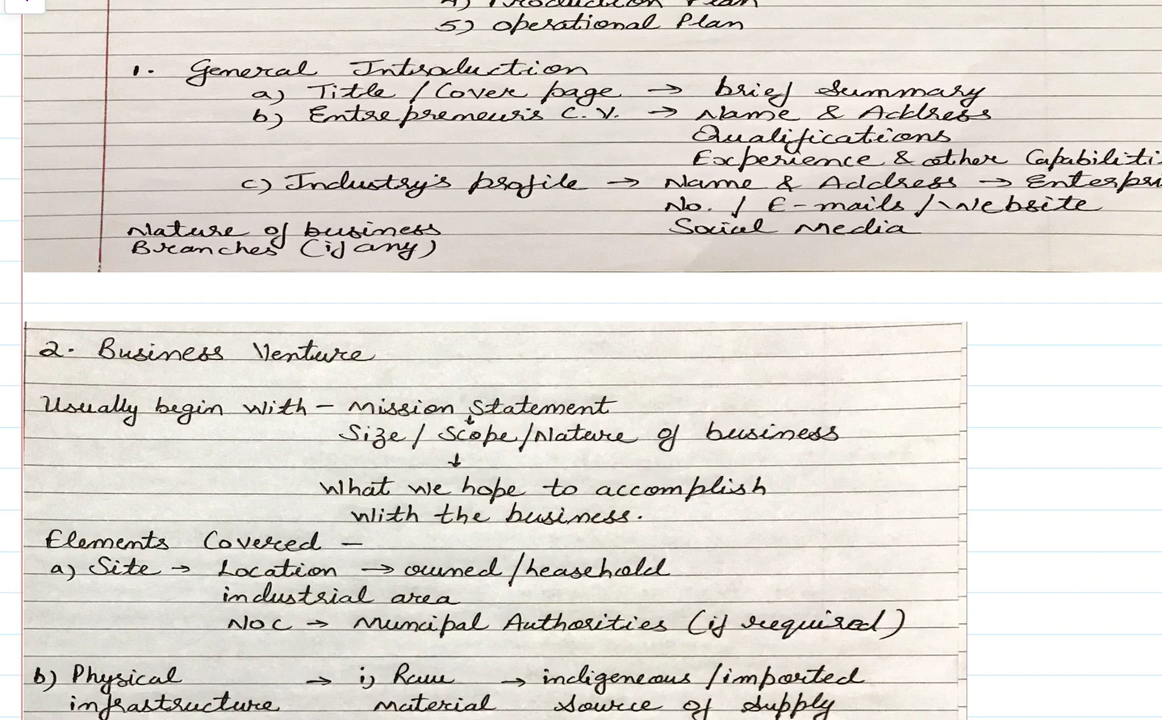 4) Production Plan
5) Operational Plan
1. General Introduction
a) Title / Cover page → brief Summary
b) Entrepreneur's C.V. → Name & Address
Qualifications
Experience & other
c) Industry's profile → Name & Address →
No. / E-mails / Website
Nature of business Social Media
Branches (if any)
2. Business Venture
Usually begin with – Mission Statement
↓
Size / Scope / Nature of business
↓
What we hope to accomplish
with the business.
Elements Covered –
a) Site → Location → owned /
industrial area
NOC → Muncipal Authorities (if required)
b) Physical → i) Raw → indigeneous / imported
infrastructure Material source of supply